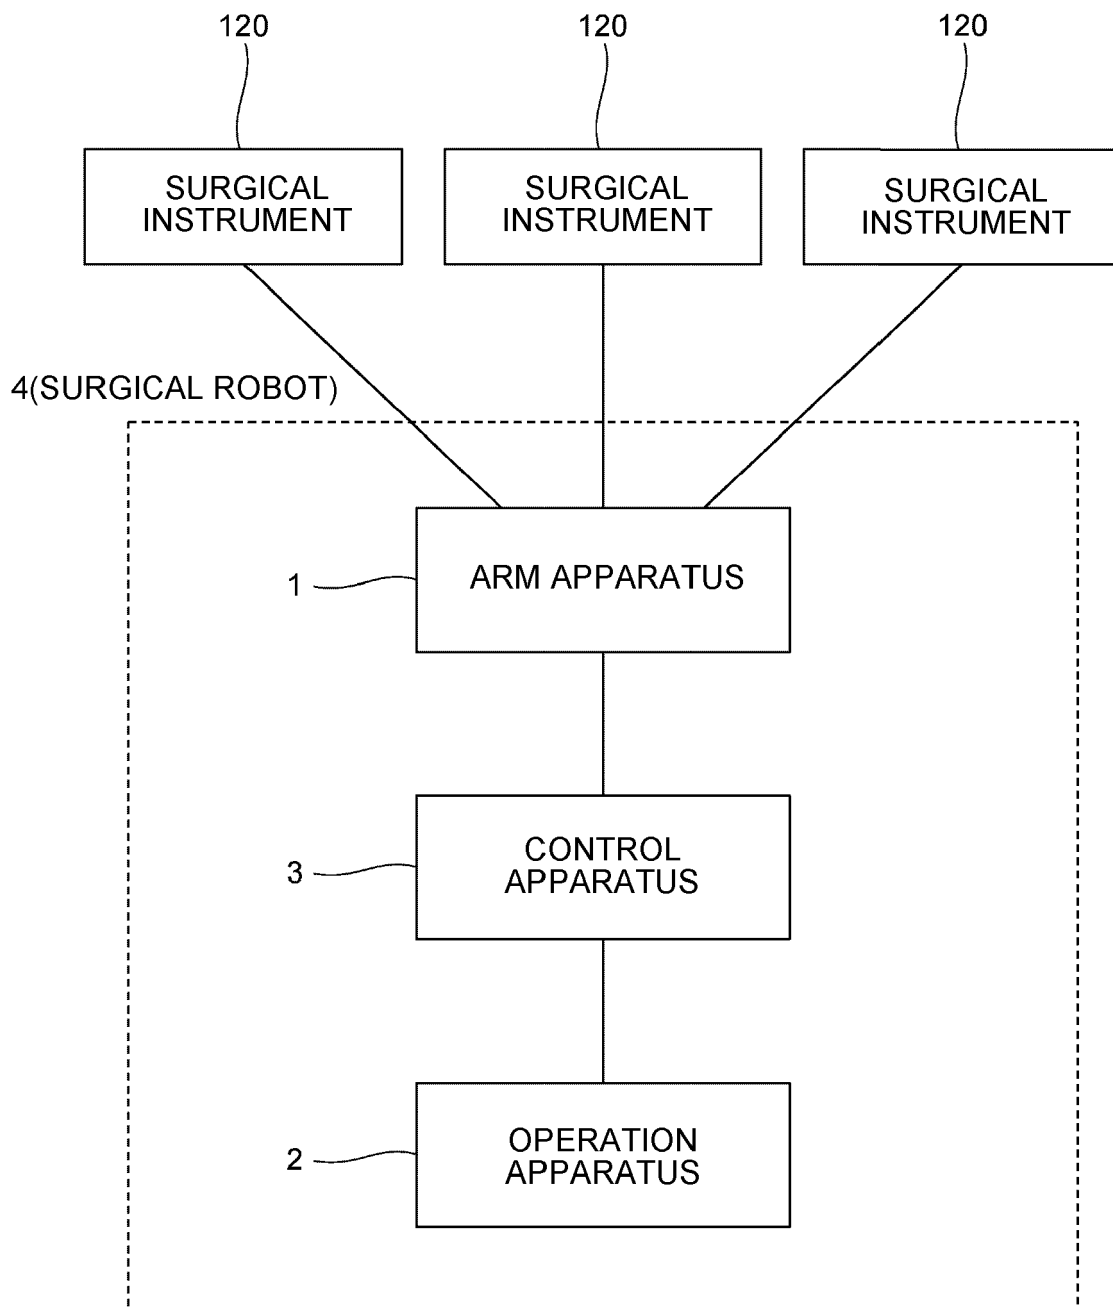 120
120
120
SURGICAL
INSTRUMENT
SURGICAL
INSTRUMENT
SURGICAL
INSTRUMENT
4(SURGICAL ROBOT)
1
ARM APPARATUS
3
CONTROL
APPARATUS
2
OPERATION
APPARATUS